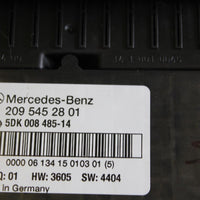 Mercedes-Benz
209 545 28 01
5DK 008 485-14
0000 06 134 15 0103 01 (5)
: 01 HW: 3605 SW: 4404
in Germany